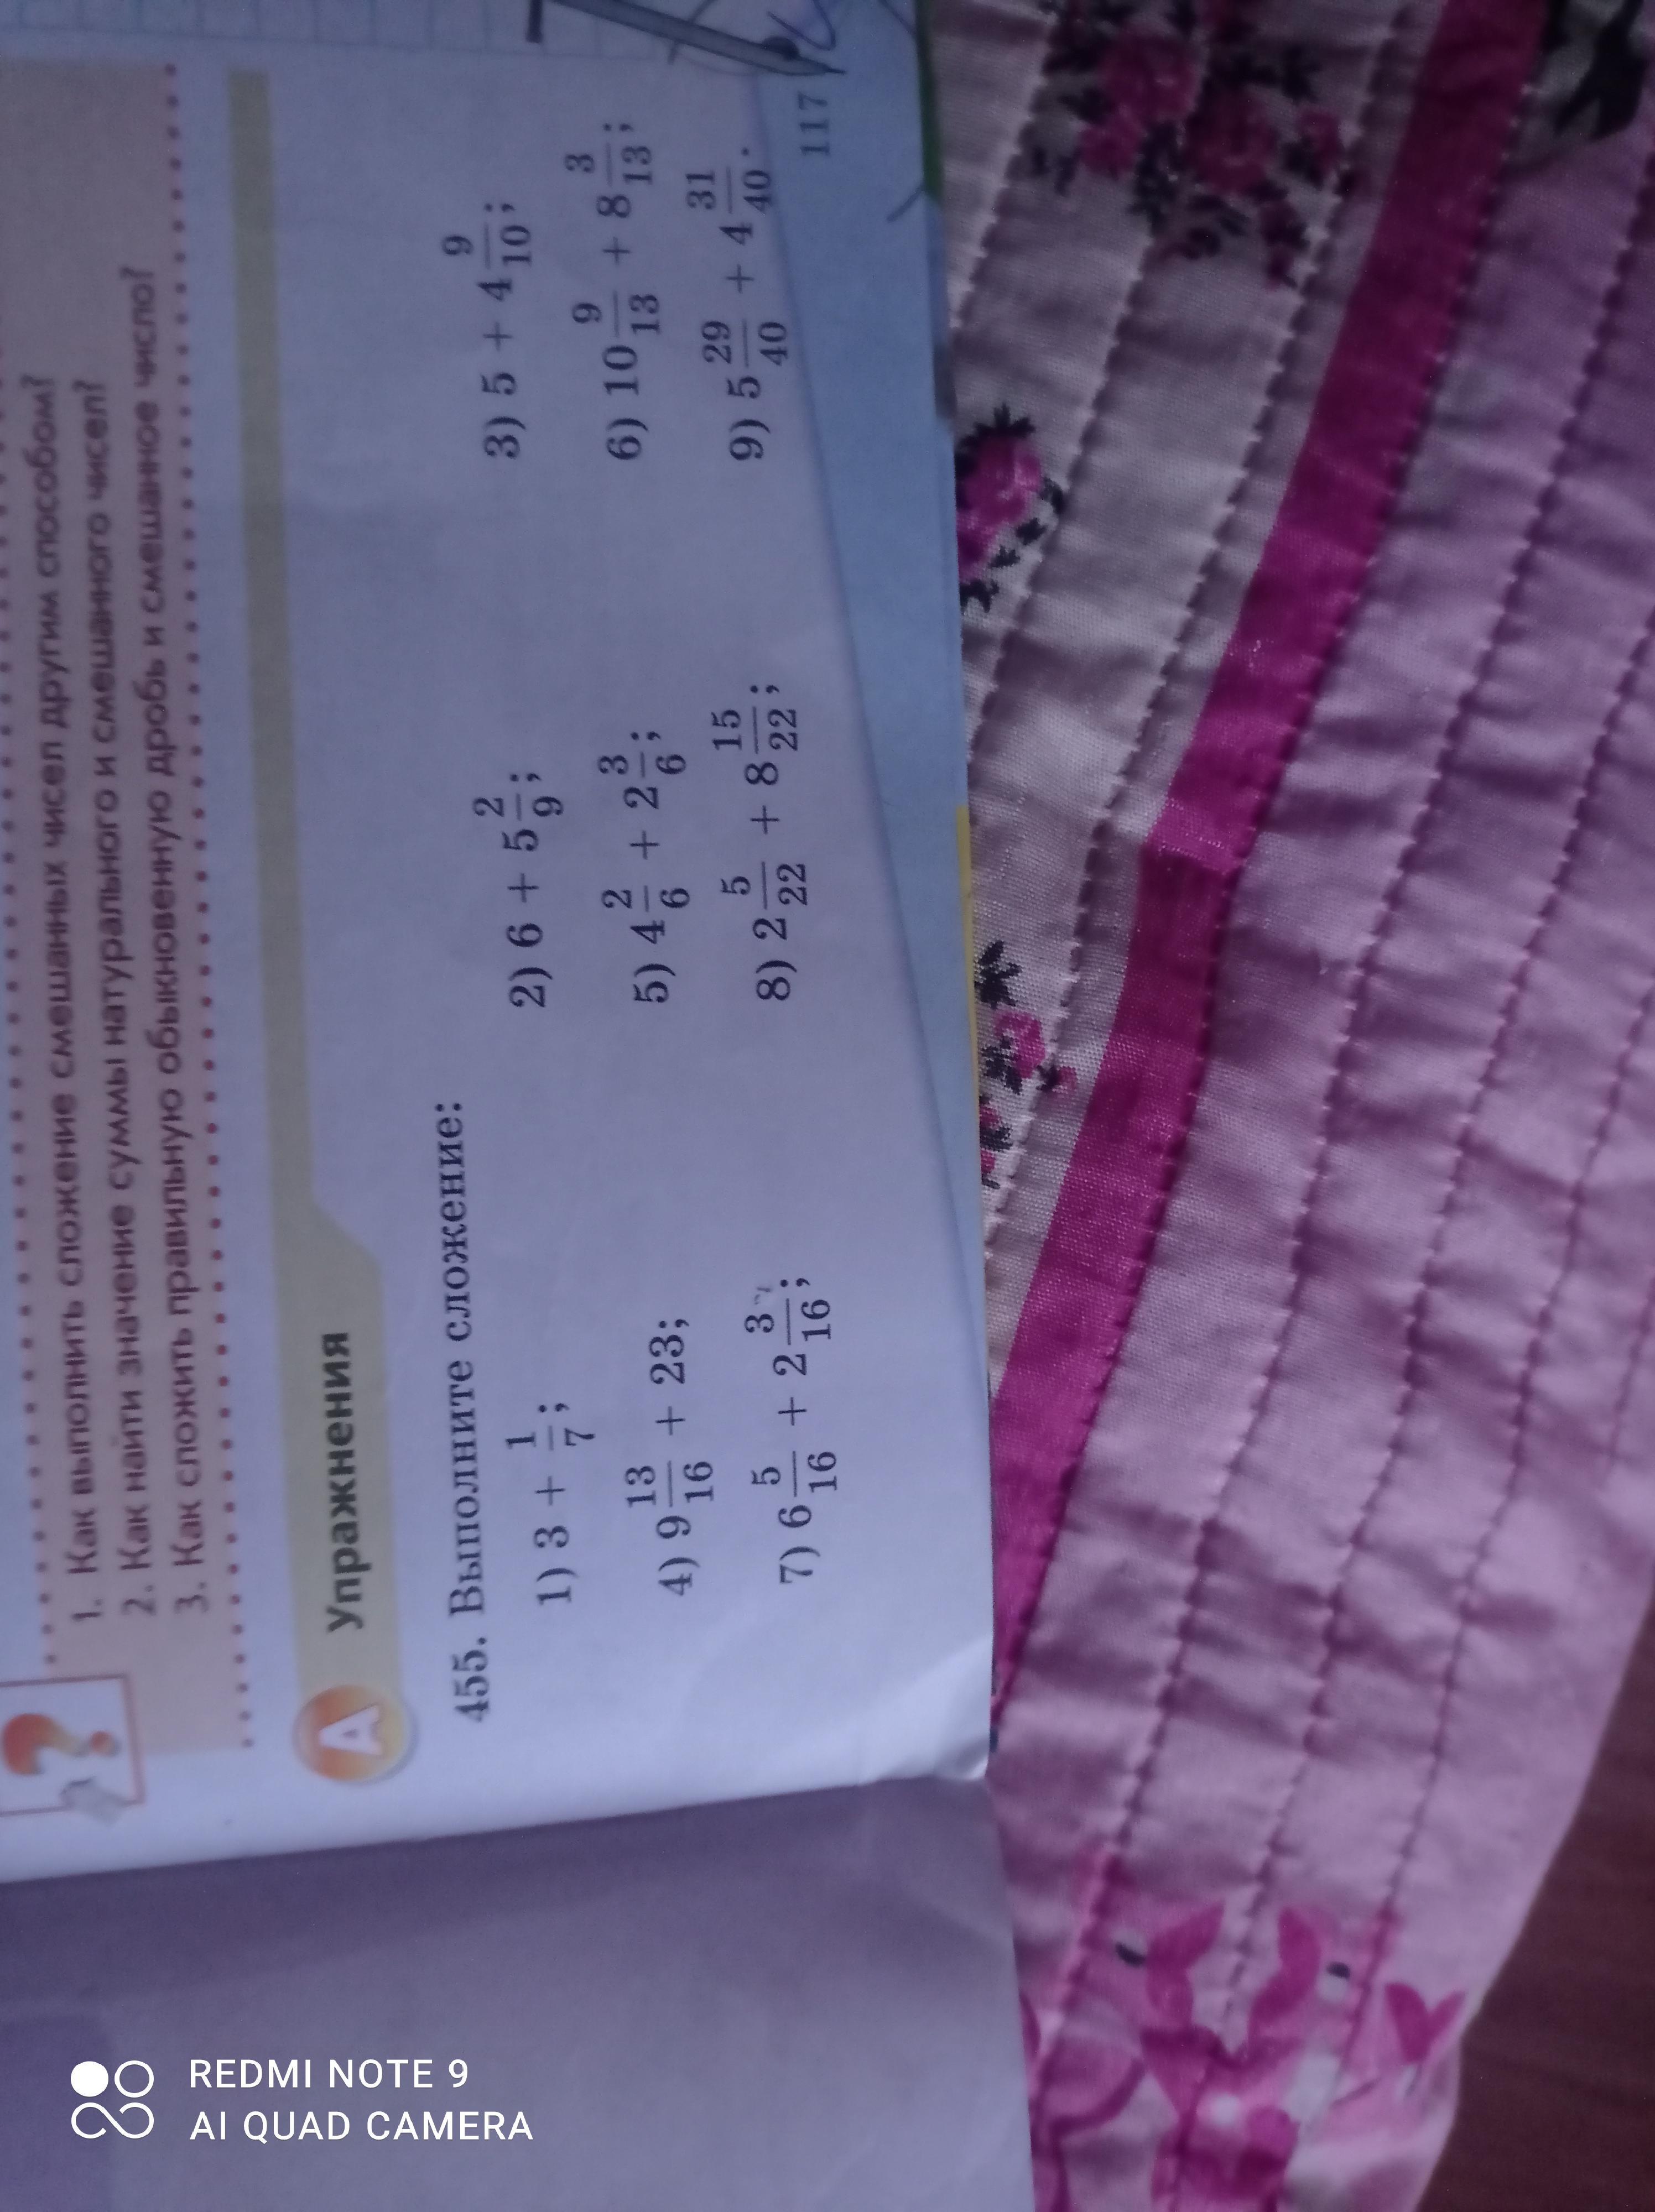 1. Как выполнить сложение смешанных чисел другим способом?
2. Как найти значение суммы натурального и смешанного чисел?
3. Как сложить правильную обыкновенную дробь и смешанное число?
А Упражнения
455. Выполните сложение:
1) 3 + 1/7; 2) 6 + 5 2/9; 3) 5 + 4 9/10;
4) 9 13/16 + 23; 5) 4 2/6 + 2 3/6; 6) 10 9/13 + 8 3/13;
7) 6 5/16 + 2 3/16; 8) 2 5/22 + 8 15/22; 9) 5 29/40 + 4 31/40.
117
REDMI NOTE 9
AI QUAD CAMERA